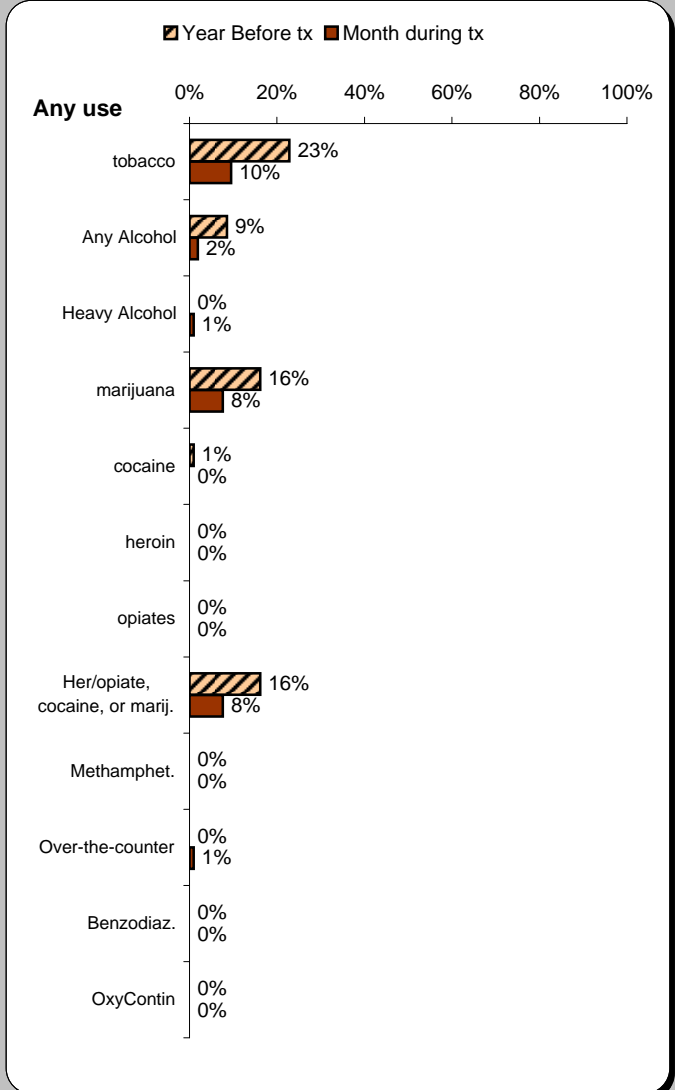 Year Before tx Month during tx
0% 20% 40% 60% 80% 100%
Any use
tobacco 23%
10%
Any Alcohol 9%
2%
Heavy Alcohol 0%
1%
marijuana 16%
8%
cocaine 1%
0%
heroin 0%
0%
opiates 0%
0%
Her/opiate, 16%
cocaine, or marij. 8%
Methamphet. 0%
0%
Over-the-counter 0%
1%
Benzodiaz. 0%
0%
OxyContin 0%
0%